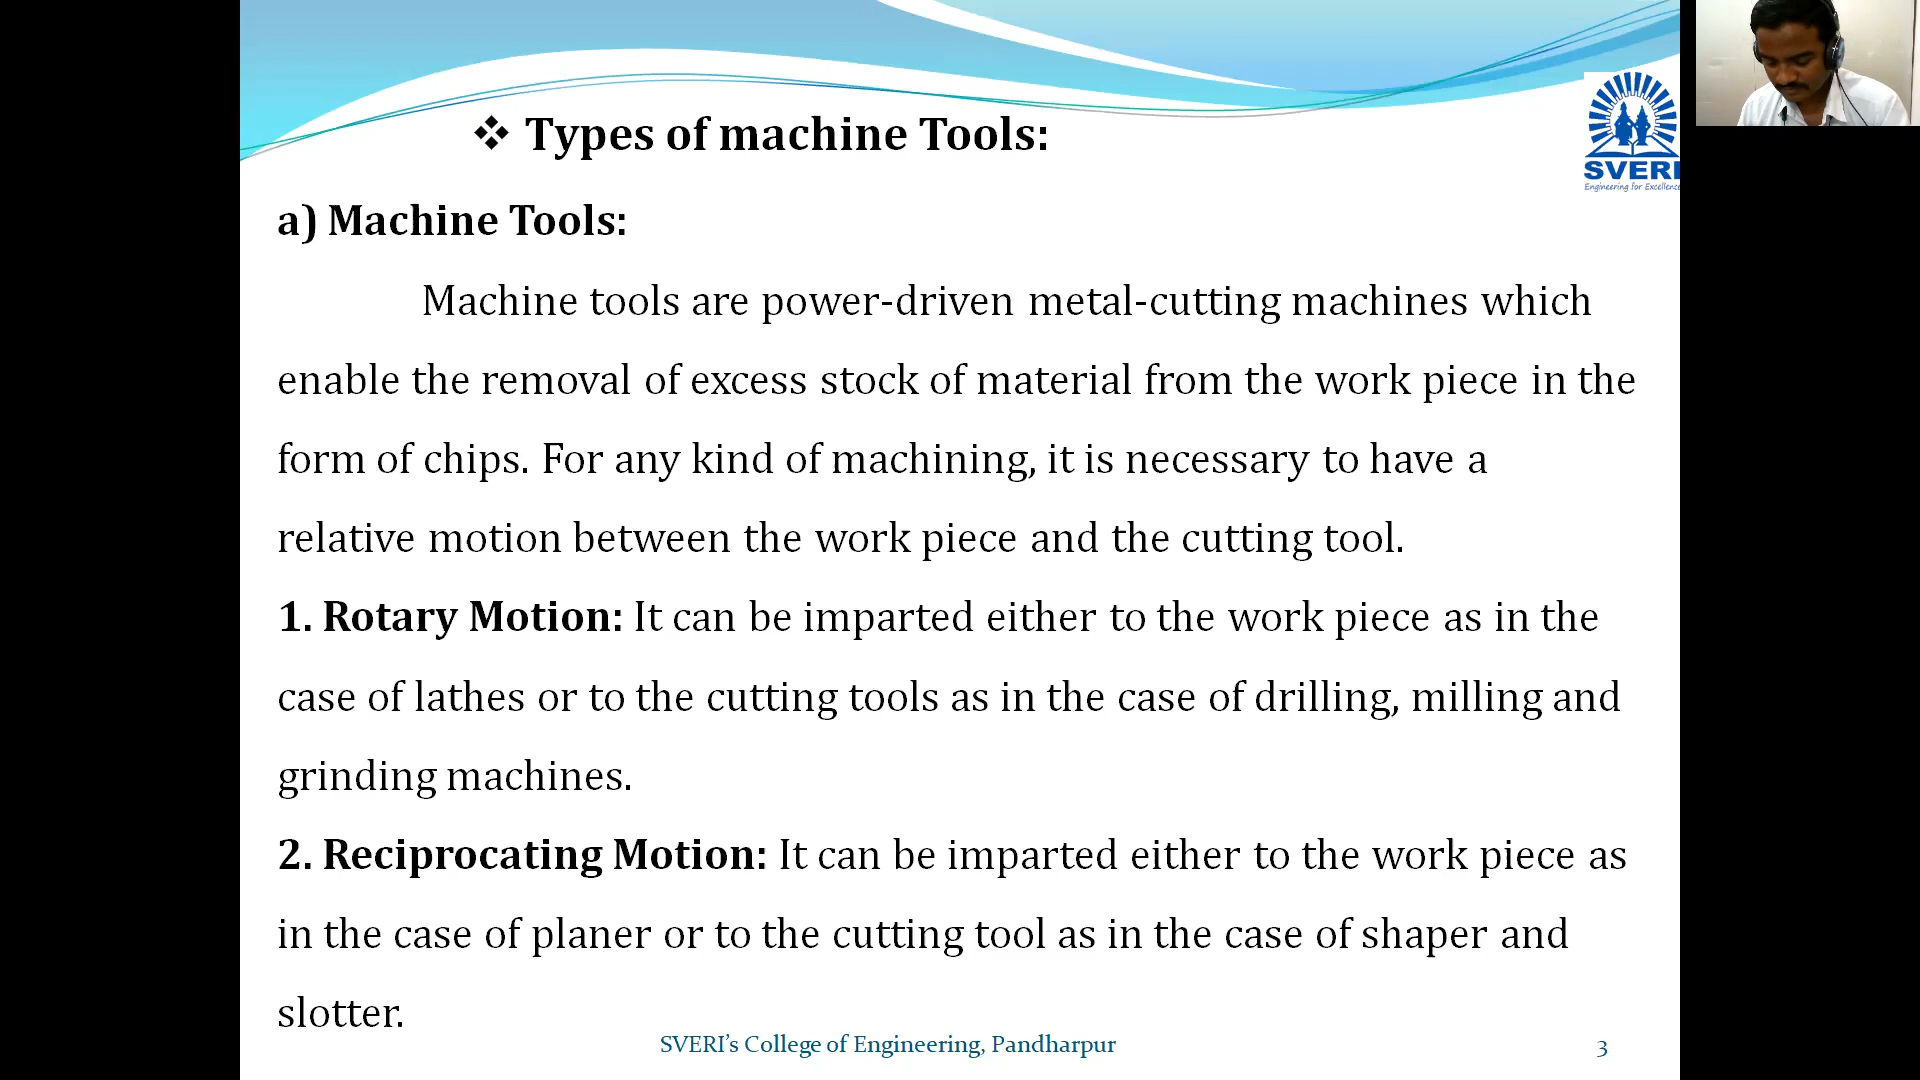 ❖ Types of machine Tools:
SVERI
Engineering for Excellence
a) Machine Tools:
Machine tools are power-driven metal-cutting machines which
enable the removal of excess stock of material from the work piece in the
form of chips. For any kind of machining, it is necessary to have a
relative motion between the work piece and the cutting tool.
1. Rotary Motion: It can be imparted either to the work piece as in the
case of lathes or to the cutting tools as in the case of drilling, milling and
grinding machines.
2. Reciprocating Motion: It can be imparted either to the work piece as
in the case of planer or to the cutting tool as in the case of shaper and
slotter.
SVERI’s College of Engineering, Pandharpur
3